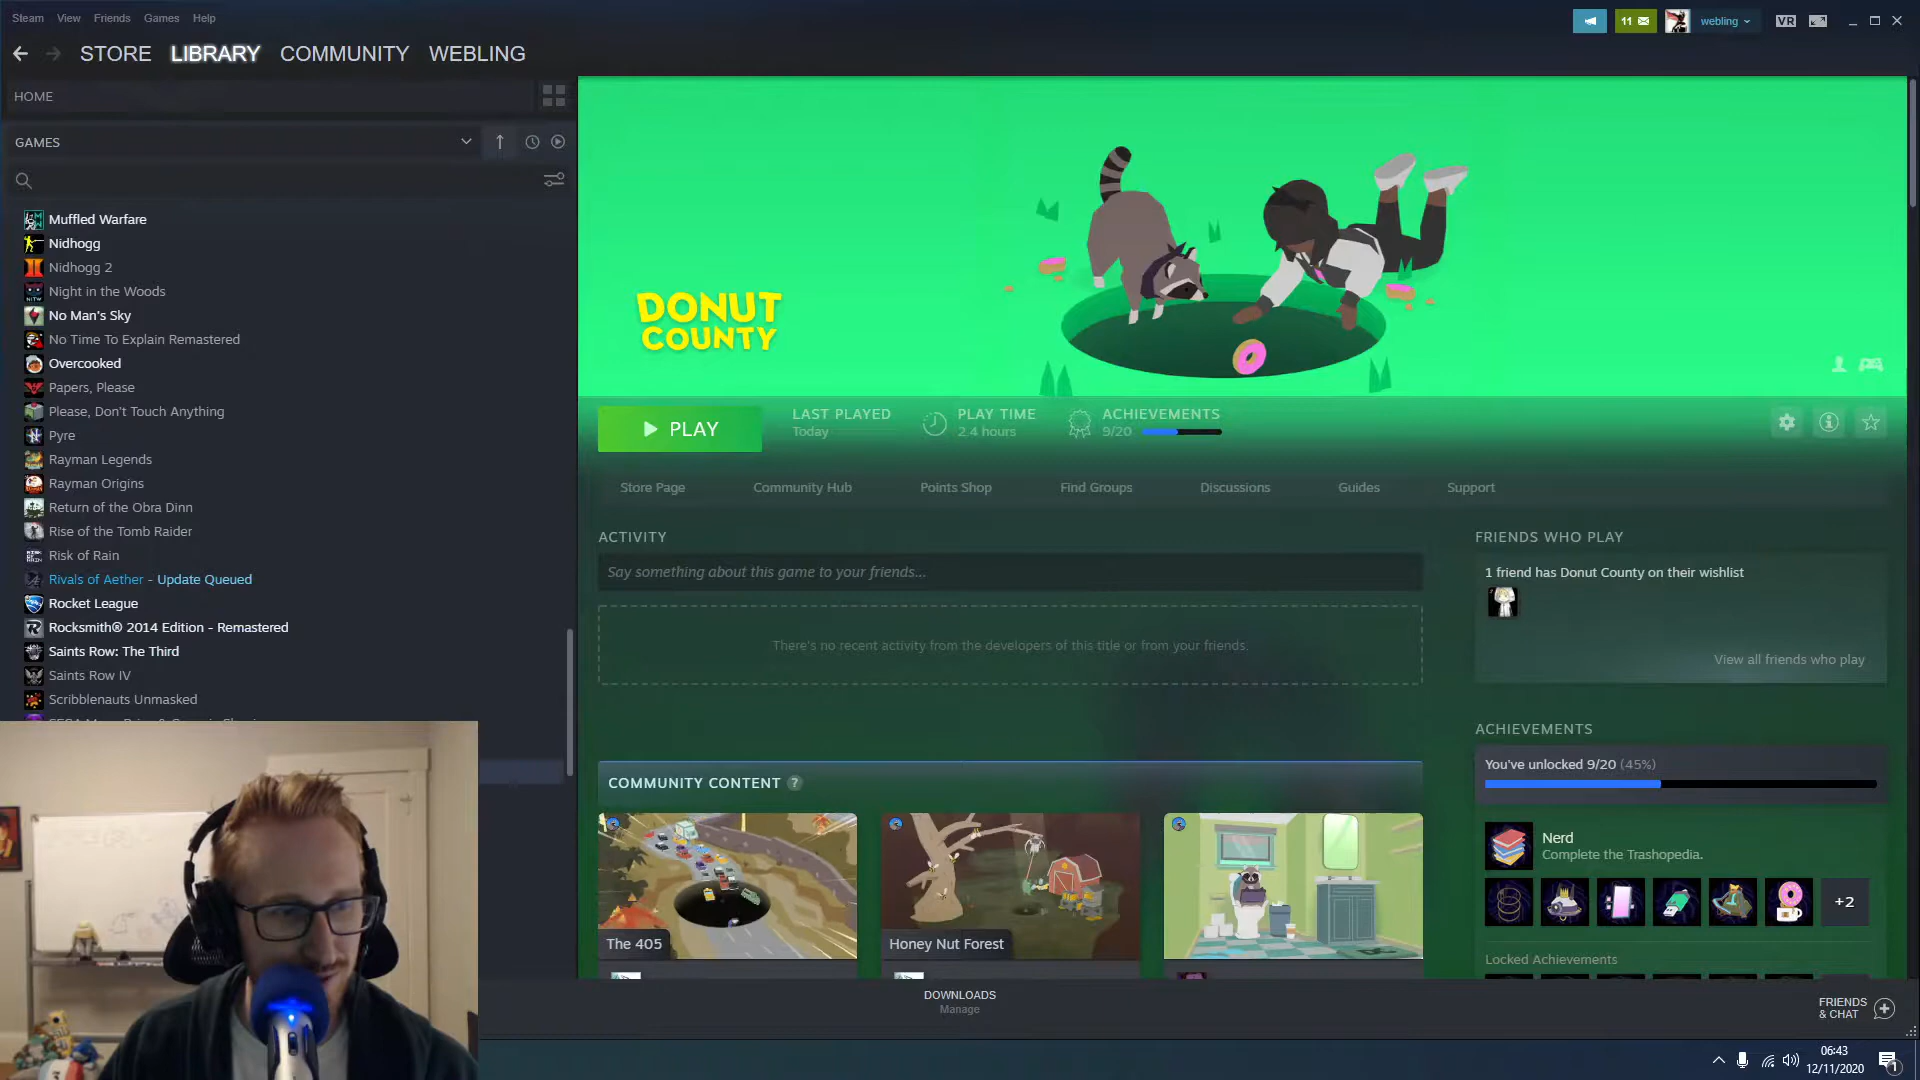 Steam View Friends Games Help
11
webling
VR
STORE LIBRARY COMMUNITY WEBLING
HOME
GAMES
Muffled Warfare
Nidhogg
Nidhogg 2
Night in the Woods
No Man's Sky
No Time To Explain Remastered
Overcooked
Papers, Please
Please, Don't Touch Anything
Pyre
Rayman Legends
Rayman Origins
Return of the Obra Dinn
Rise of the Tomb Raider
Risk of Rain
Rivals of Aether - Update Queued
Rocket League
Rocksmith® 2014 Edition - Remastered
Saints Row: The Third
Saints Row IV
Scribblenauts Unmasked
DONUT
COUNTY
PLAY
LAST PLAYED
Today
PLAY TIME
2.4 hours
ACHIEVEMENTS
9/20
Store Page Community Hub Points Shop Find Groups Discussions Guides Support
ACTIVITY
Say something about this game to your friends...
There's no recent activity from the developers of this title or from your friends.
COMMUNITY CONTENT ?
The 405
Honey Nut Forest
FRIENDS WHO PLAY
1 friend has Donut County on their wishlist
View all friends who play
ACHIEVEMENTS
You've unlocked 9/20 (45%)
Nerd
Complete the Trashopedia.
+2
Locked Achievements
DOWNLOADS
Manage
FRIENDS
& CHAT
06:43
12/11/2020
1